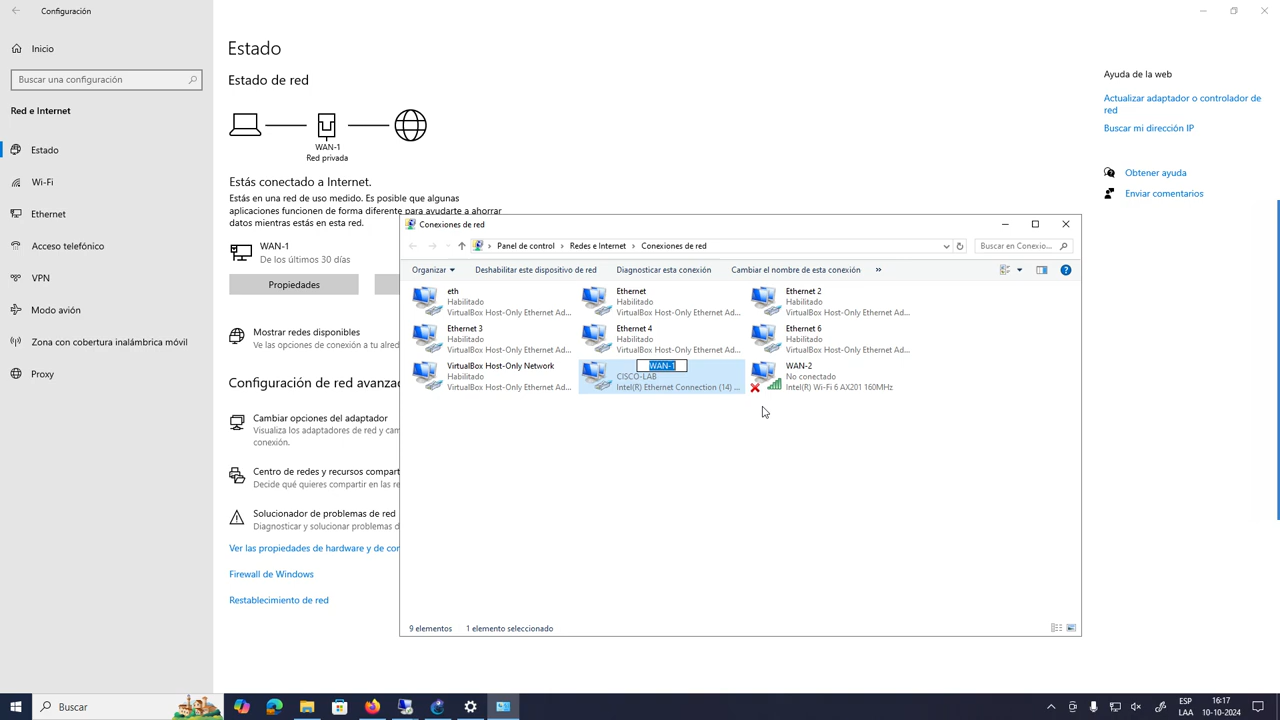 Configuración
Inicio
Buscar una configuración
Red e Internet
Estado
Wi-Fi
Ethernet
Acceso telefónico
VPN
Modo avión
Zona con cobertura inalámbrica móvil
Proxy
Estado
Estado de red
WAN-1
Red privada
Estás conectado a Internet.
Estás en una red de uso medido. Es posible que algunas
aplicaciones funcionen de forma diferente para ayudarte a ahorrar
datos mientras estás en esta red.
WAN-1
De los últimos 30 días
Propiedades
Mostrar redes disponibles
Ve las opciones de conexión a tu alred
Configuración de red avanzad
Cambiar opciones del adaptador
Visualiza los adaptadores de red y cam
conexión.
Centro de redes y recursos compart
Decide qué quieres compartir en las re
Solucionador de problemas de red
Diagnosticar y solucionar problemas d
Ver las propiedades de hardware y de con
Firewall de Windows
Restablecimiento de red
Ayuda de la web
Actualizar adaptador o controlador de
red
Buscar mi dirección IP
Obtener ayuda
Enviar comentarios
Conexiones de red
Panel de control > Redes e Internet > Conexiones de red
Buscar en Conexio...
Organizar
Deshabilitar este dispositivo de red
Diagnosticar esta conexión
Cambiar el nombre de esta conexión
»
eth
Habilitado
VirtualBox Host-Only Ethernet Ad...
Ethernet
Habilitado
VirtualBox Host-Only Ethernet Ad...
Ethernet 2
Habilitado
VirtualBox Host-Only Ethernet Ad...
Ethernet 3
Habilitado
VirtualBox Host-Only Ethernet Ad...
Ethernet 4
Habilitado
VirtualBox Host-Only Ethernet Ad...
Ethernet 6
Habilitado
VirtualBox Host-Only Ethernet Ad...
VirtualBox Host-Only Network
Habilitado
VirtualBox Host-Only Ethernet Ad...
WAN-1
CISCO-LAB
Intel(R) Ethernet Connection (14) ...
WAN-2
No conectado
Intel(R) Wi-Fi 6 AX201 160MHz
9 elementos
1 elemento seleccionado
Buscar
ESP
LAA
16:17
10-10-2024